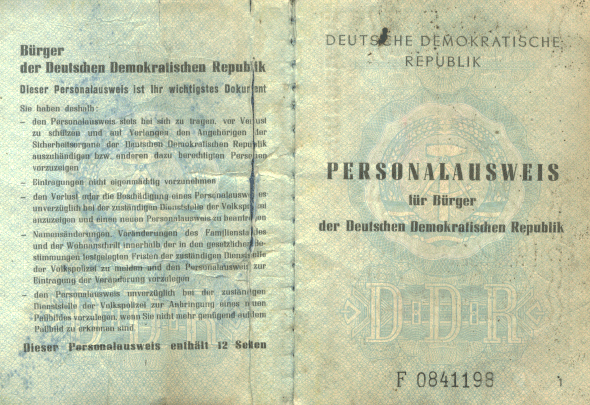 Bürger
der Deutschen Demokratischen Republik
Dieser Personalausweis ist Ihr wichtigstes Dokument
Sie haben deshalb:
– den Personalausweis stets bei sich zu tragen, vor Verlust
zu schützen und auf Verlangen den Angehörigen der
Sicherheitsorgane der Deutschen Demokratischen Republik
auszuhändigen bzw. anderen dazu berechtigten Personen
vorzuzeigen
– Eintragungen nicht eigenmächtig vorzunehmen
– den Verlust oder die Beschädigung eines Personalausweises
unverzüglich bei der zuständigen Dienststelle der Volkspolizei
anzuzeigen und einen neuen Personalausweis zu beantragen
– Namensänderungen, Veränderungen des Familienstandes
und der Wohnanschrift innerhalb der in den gesetzlichen Be-
stimmungen festgelegten Fristen der zuständigen Dienststelle
der Volkspolizei zu melden und den Personalausweis zur
Eintragung der Veränderung vorzulegen
– den Personalausweis unverzüglich bei der zuständigen
Dienststelle der Volkspolizei zur Anbringung eines neuen
Paßbildes vorzulegen, wenn Sie nicht mehr genügend auf dem
Paßbild zu erkennen sind.
Dieser Personalausweis enthält 12 Seiten
DEUTSCHE DEMOKRATISCHE
REPUBLIK
PERSONALAUSWEIS
für Bürger
der Deutschen Demokratischen Republik
DDR
F 0841198